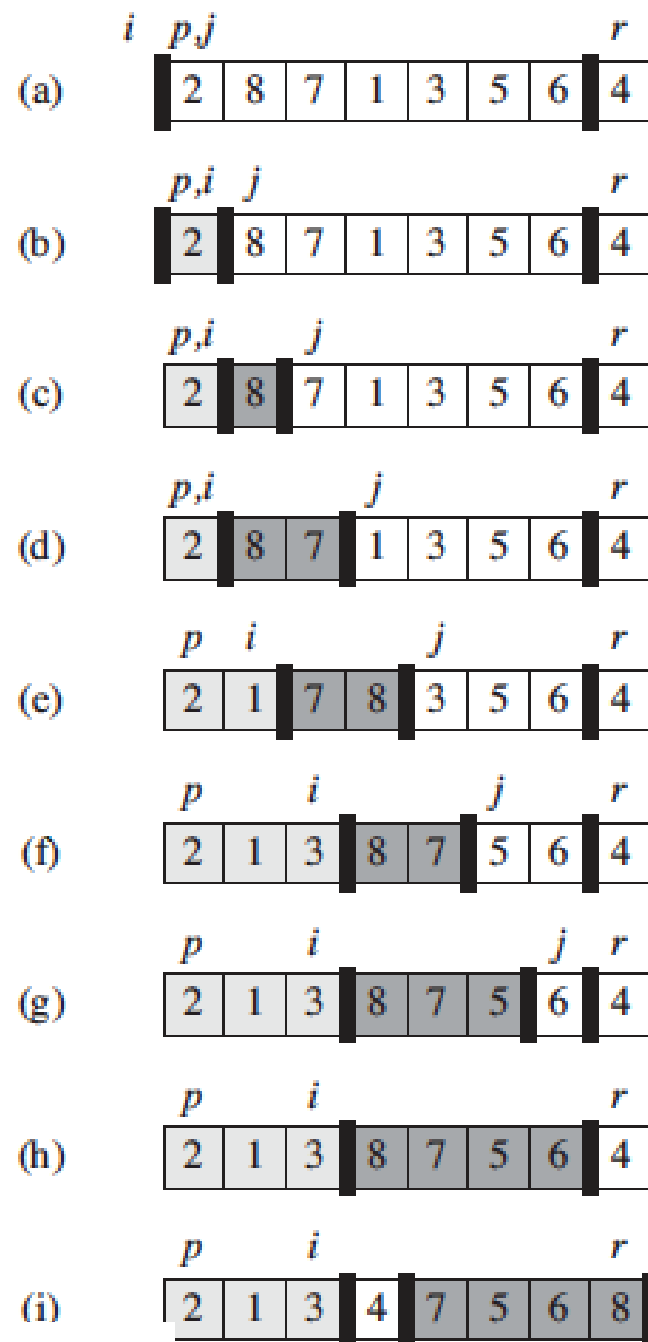 i p,j r
(a) 2 8 7 1 3 5 6 4
p,i j r
(b) 2 8 7 1 3 5 6 4
p,i j r
(c) 2 8 7 1 3 5 6 4
p,i j r
(d) 2 8 7 1 3 5 6 4
p i j r
(e) 2 1 7 8 3 5 6 4
p i j r
(f) 2 1 3 8 7 5 6 4
p i j r
(g) 2 1 3 8 7 5 6 4
p i r
(h) 2 1 3 8 7 5 6 4
p i r
(i) 2 1 3 4 7 5 6 8